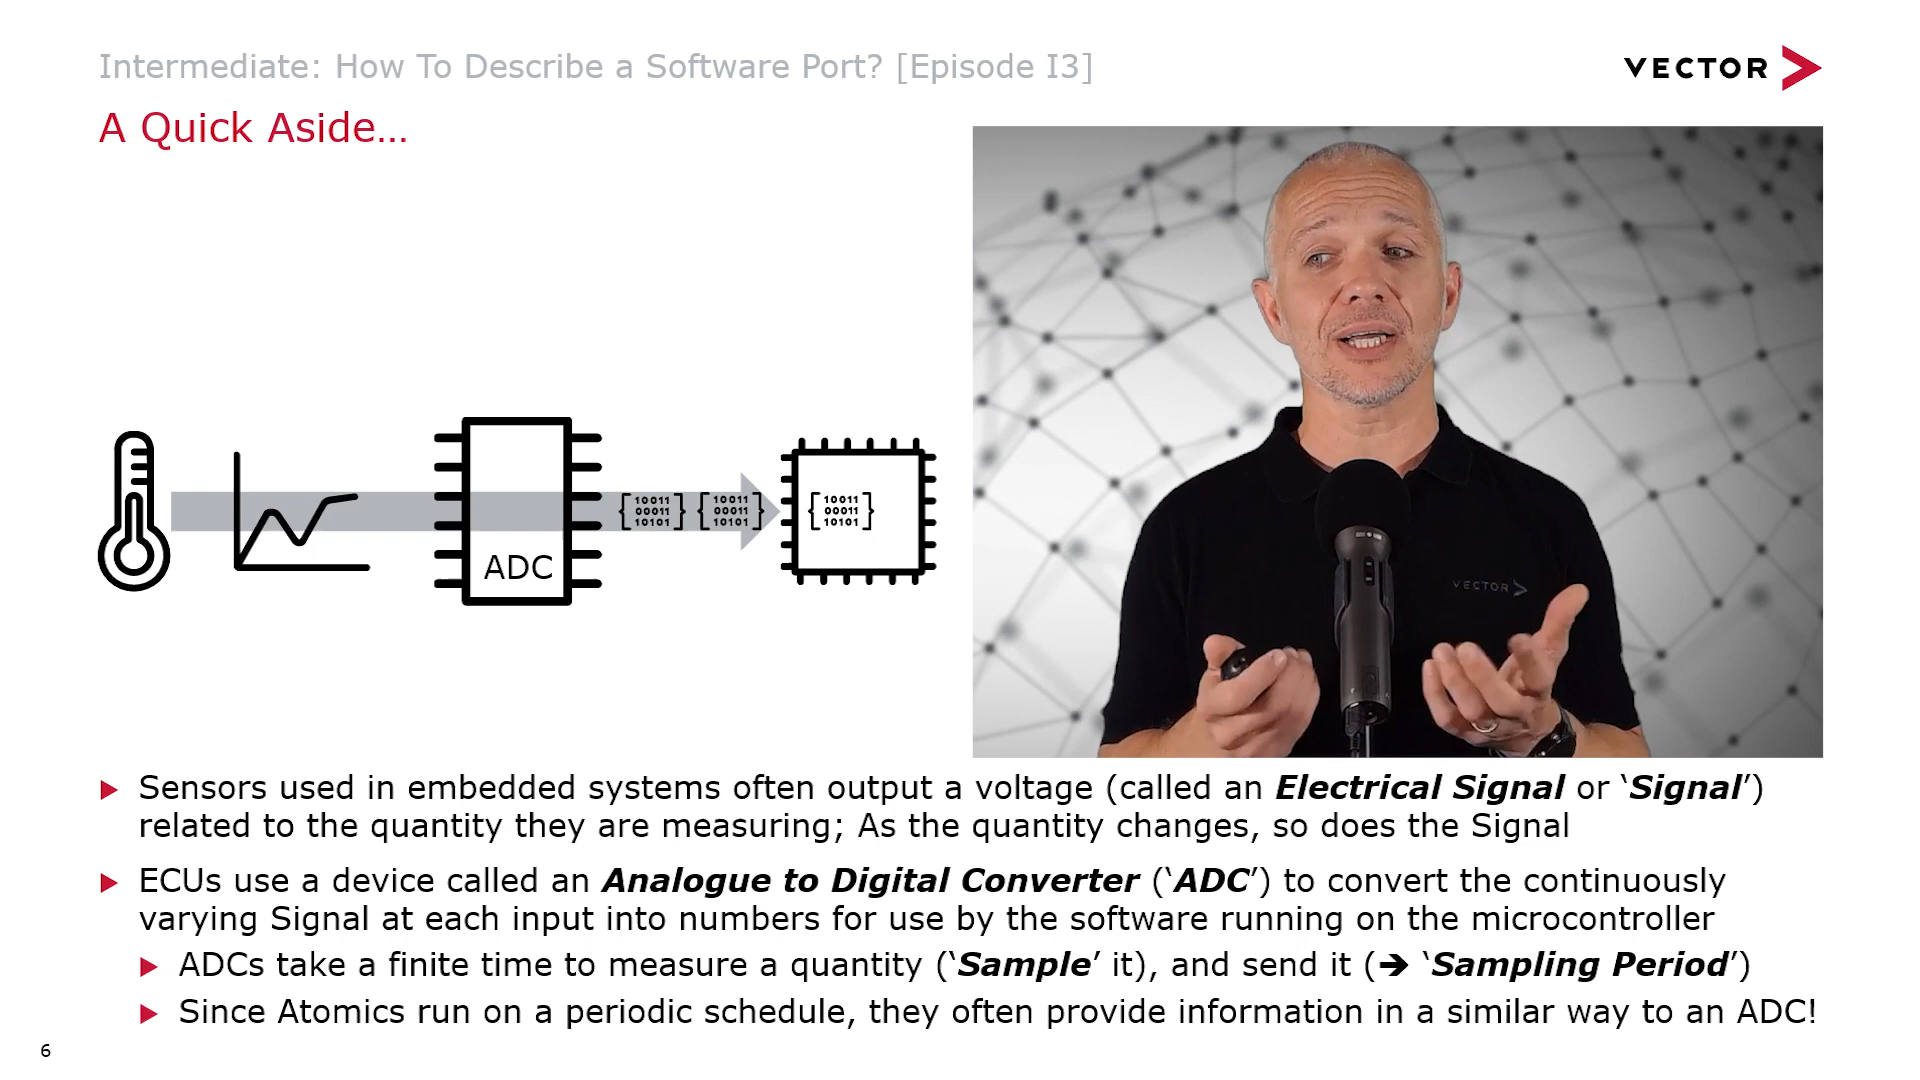 Intermediate: How To Describe a Software Port? [Episode I3]
VECTOR
A Quick Aside…
ADC
10011
00011
10101
10011
00011
10101
10011
00011
10101
VECTOR
Sensors used in embedded systems often output a voltage (called an Electrical Signal or ‘Signal’)
related to the quantity they are measuring; As the quantity changes, so does the Signal
ECUs use a device called an Analogue to Digital Converter (‘ADC’) to convert the continuously
varying Signal at each input into numbers for use by the software running on the microcontroller
ADCs take a finite time to measure a quantity (‘Sample’ it), and send it (➔ ‘Sampling Period’)
Since Atomics run on a periodic schedule, they often provide information in a similar way to an ADC!
6